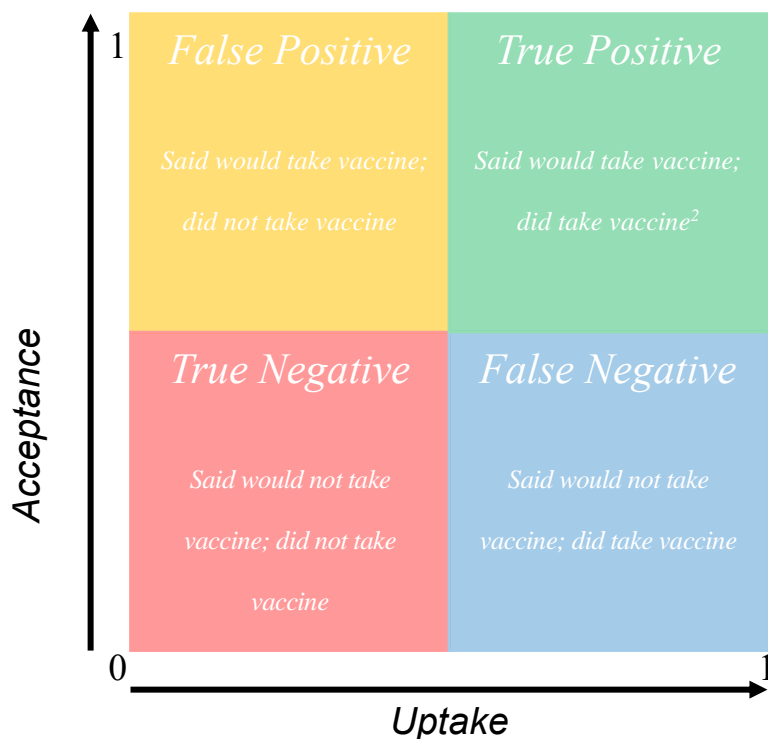 1
False Positive
Said would take vaccine;
did not take vaccine
True Positive
Said would take vaccine;
did take vaccine²
Acceptance
True Negative
Said would not take
vaccine; did not take
vaccine
False Negative
Said would not take
vaccine; did take vaccine
0
1
Uptake